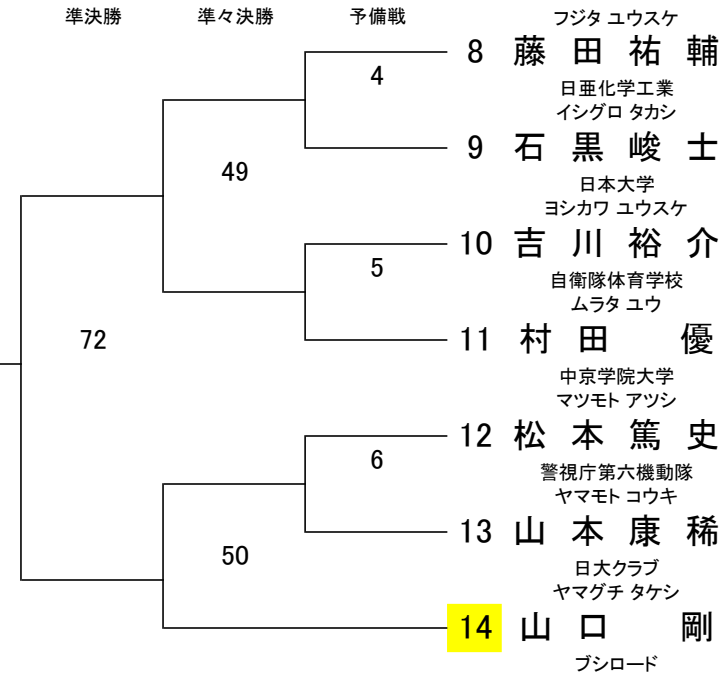 準決勝 準々決勝 予備戦
フジタ ユウスケ
8 藤田祐輔
日亜化学工業
4
イシグロ タカシ
9 石黒峻士
日本大学
49
ヨシカワ ユウスケ
10 吉川裕介
自衛隊体育学校
5
ムラタ ユウ
11 村田 優
中京学院大学
72
マツモト アツシ
12 松本篤史
警視庁第六機動隊
6
ヤマモト コウキ
13 山本康稀
日大クラブ
50
ヤマグチ タケシ
14 山口 剛
ブシロード